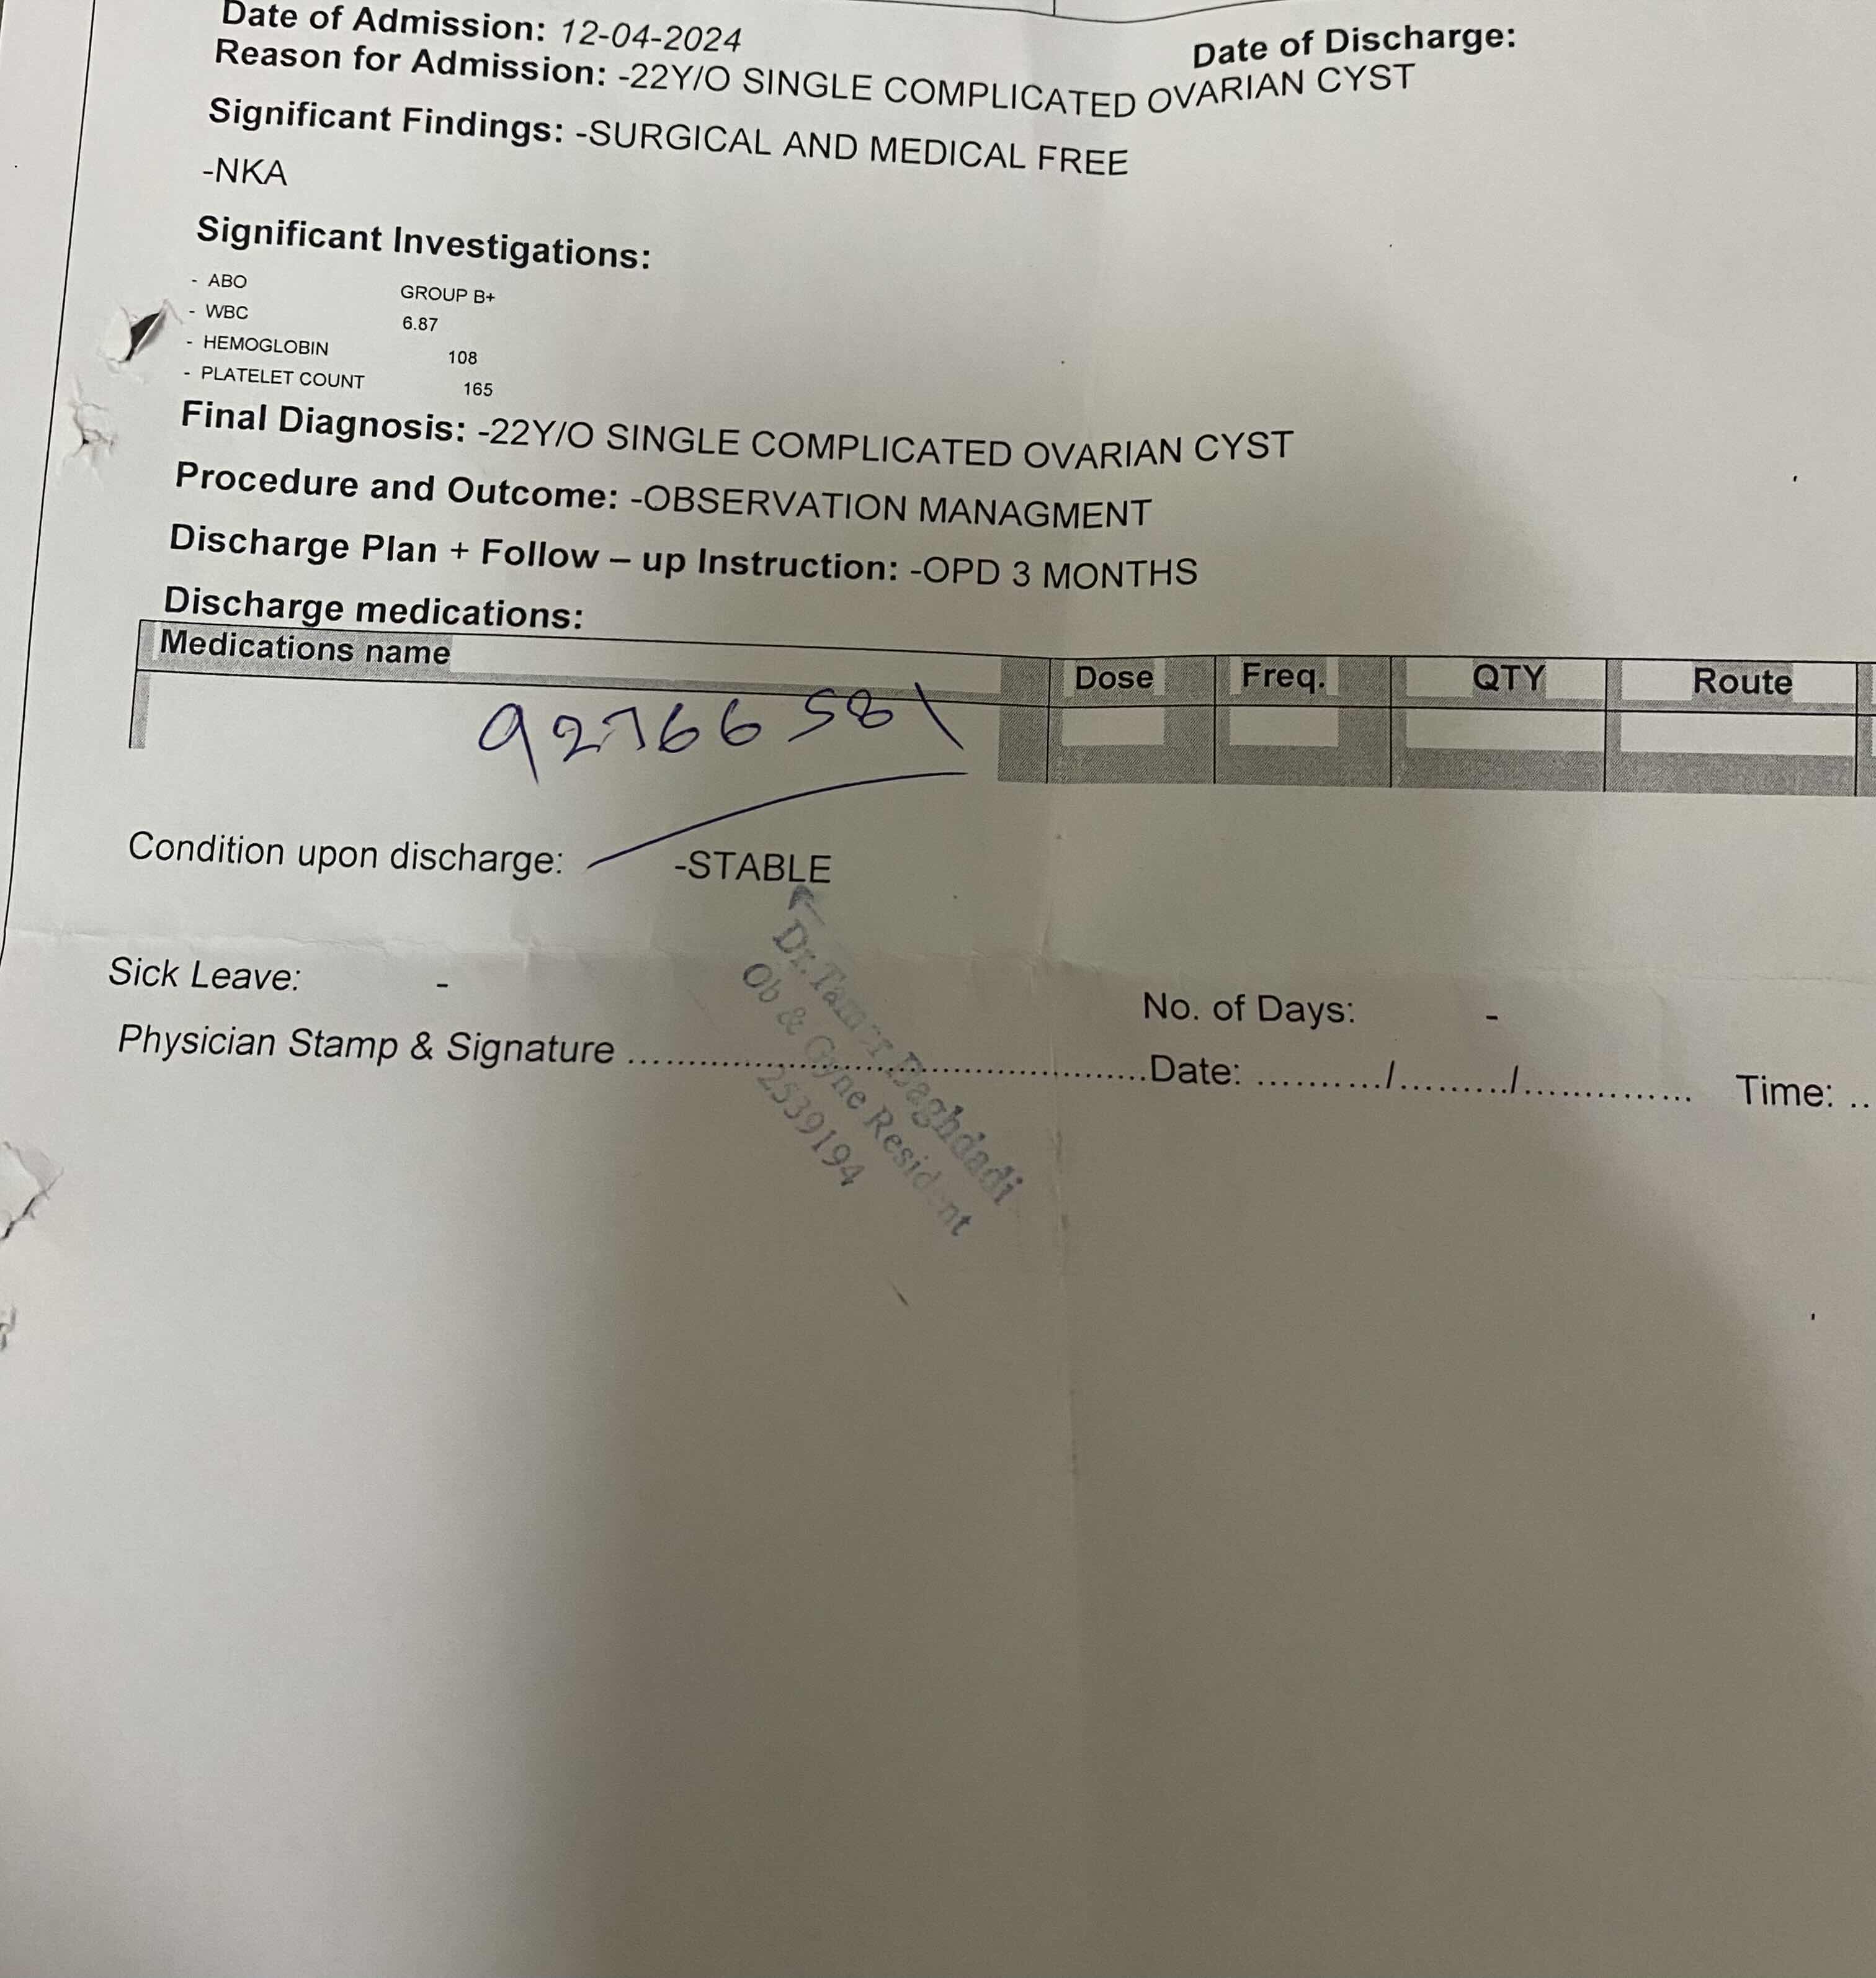 Date of Admission: 12-04-2024 Date of Discharge:
Reason for Admission: -22Y/O SINGLE COMPLICATED OVARIAN CYST
Significant Findings: -SURGICAL AND MEDICAL FREE
-NKA
Significant Investigations:
- ABO GROUP B+
- WBC 6.87
- HEMOGLOBIN 108
- PLATELET COUNT 165
Final Diagnosis: -22Y/O SINGLE COMPLICATED OVARIAN CYST
Procedure and Outcome: -OBSERVATION MANAGMENT
Discharge Plan + Follow – up Instruction: -OPD 3 MONTHS
Discharge medications:
Medications name Dose Freq. QTY Route
92766581
Condition upon discharge: -STABLE
Sick Leave: - No. of Days: -
Physician Stamp & Signature ............................................... Date: ........../........./.............. Time: ..
Dr. Baghdadi
Ob & Gyne Resident
2539194